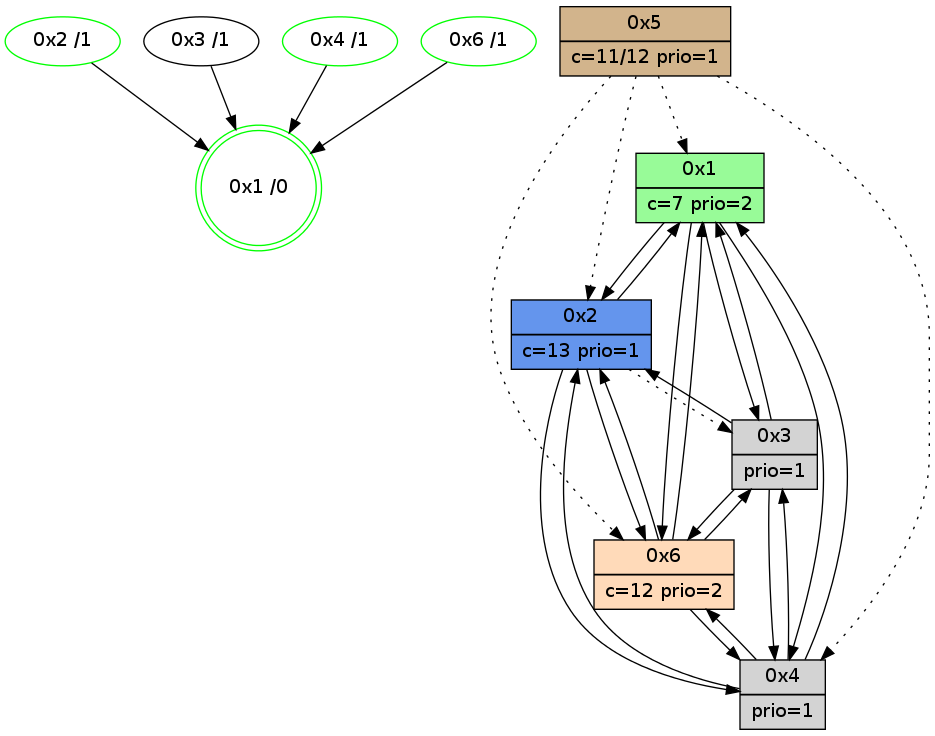 0x2 /1
0x3 /1
0x4 /1
0x6 /1
0x1 /0
0x5
c=11/12 prio=1
0x1
c=7 prio=2
0x2
c=13 prio=1
0x3
prio=1
0x6
c=12 prio=2
0x4
prio=1